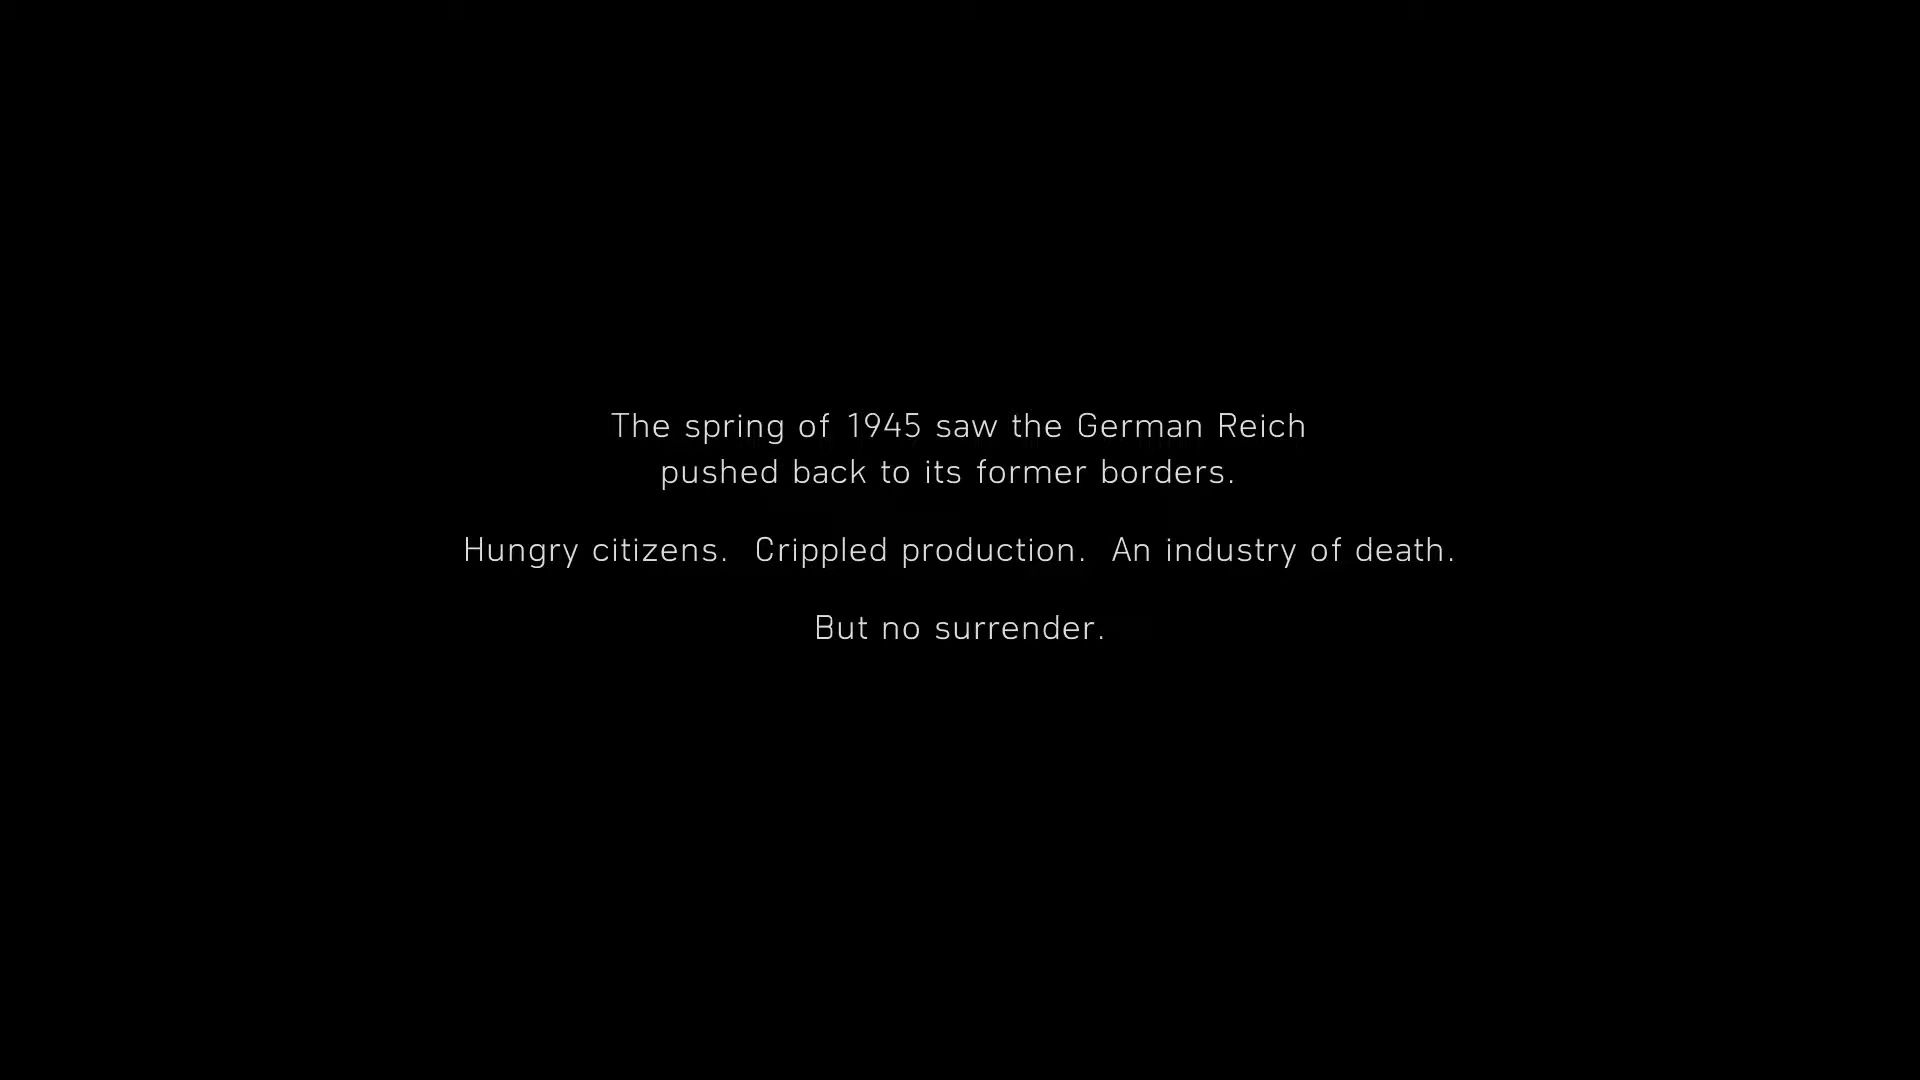 The spring of 1945 saw the German Reich
pushed back to its former borders.
Hungry citizens.  Crippled production.  An industry of death.
But no surrender.